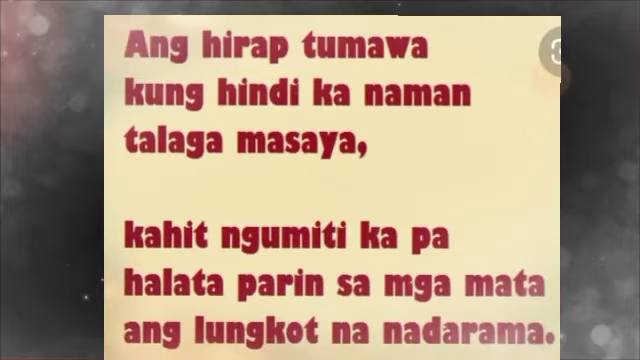 Ang hirap tumawa
kung hindi ka naman
talaga masaya,
kahit ngumiti ka pa
halata parin sa mga mata
ang lungkot na nadarama.